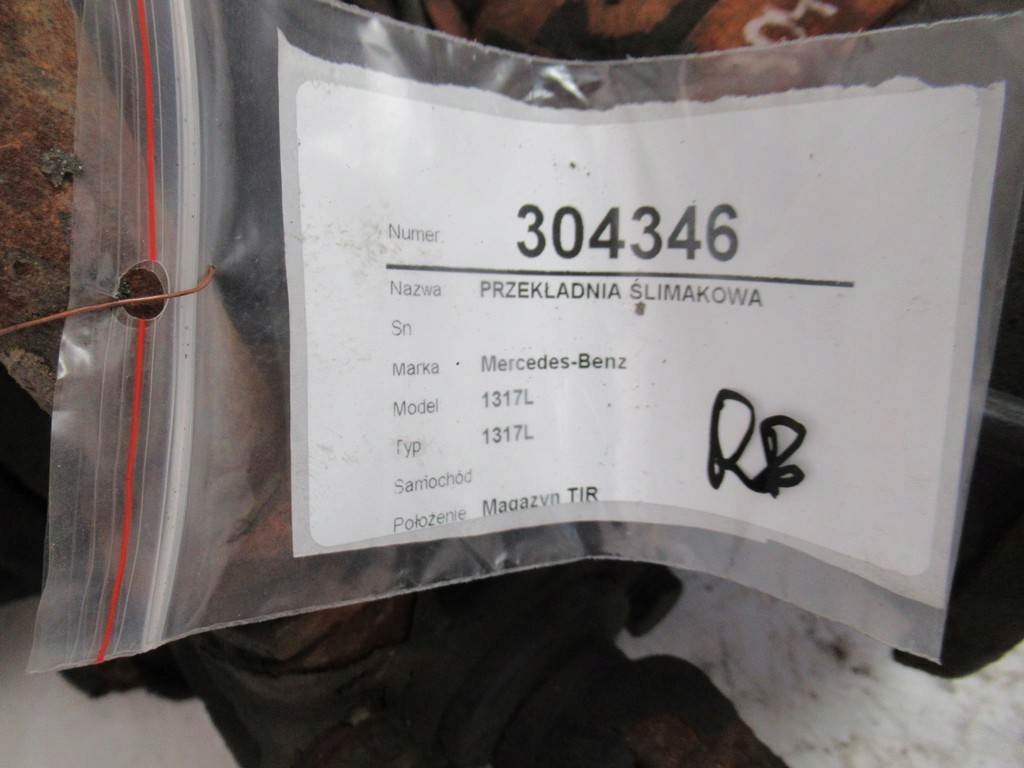 Numer 304346
Nazwa PRZEKŁADNIA ŚLIMAKOWA
Sn
Marka Mercedes-Benz
Model 1317L
Typ 1317L
Samochód
Położenie Magazyn TIR
RB